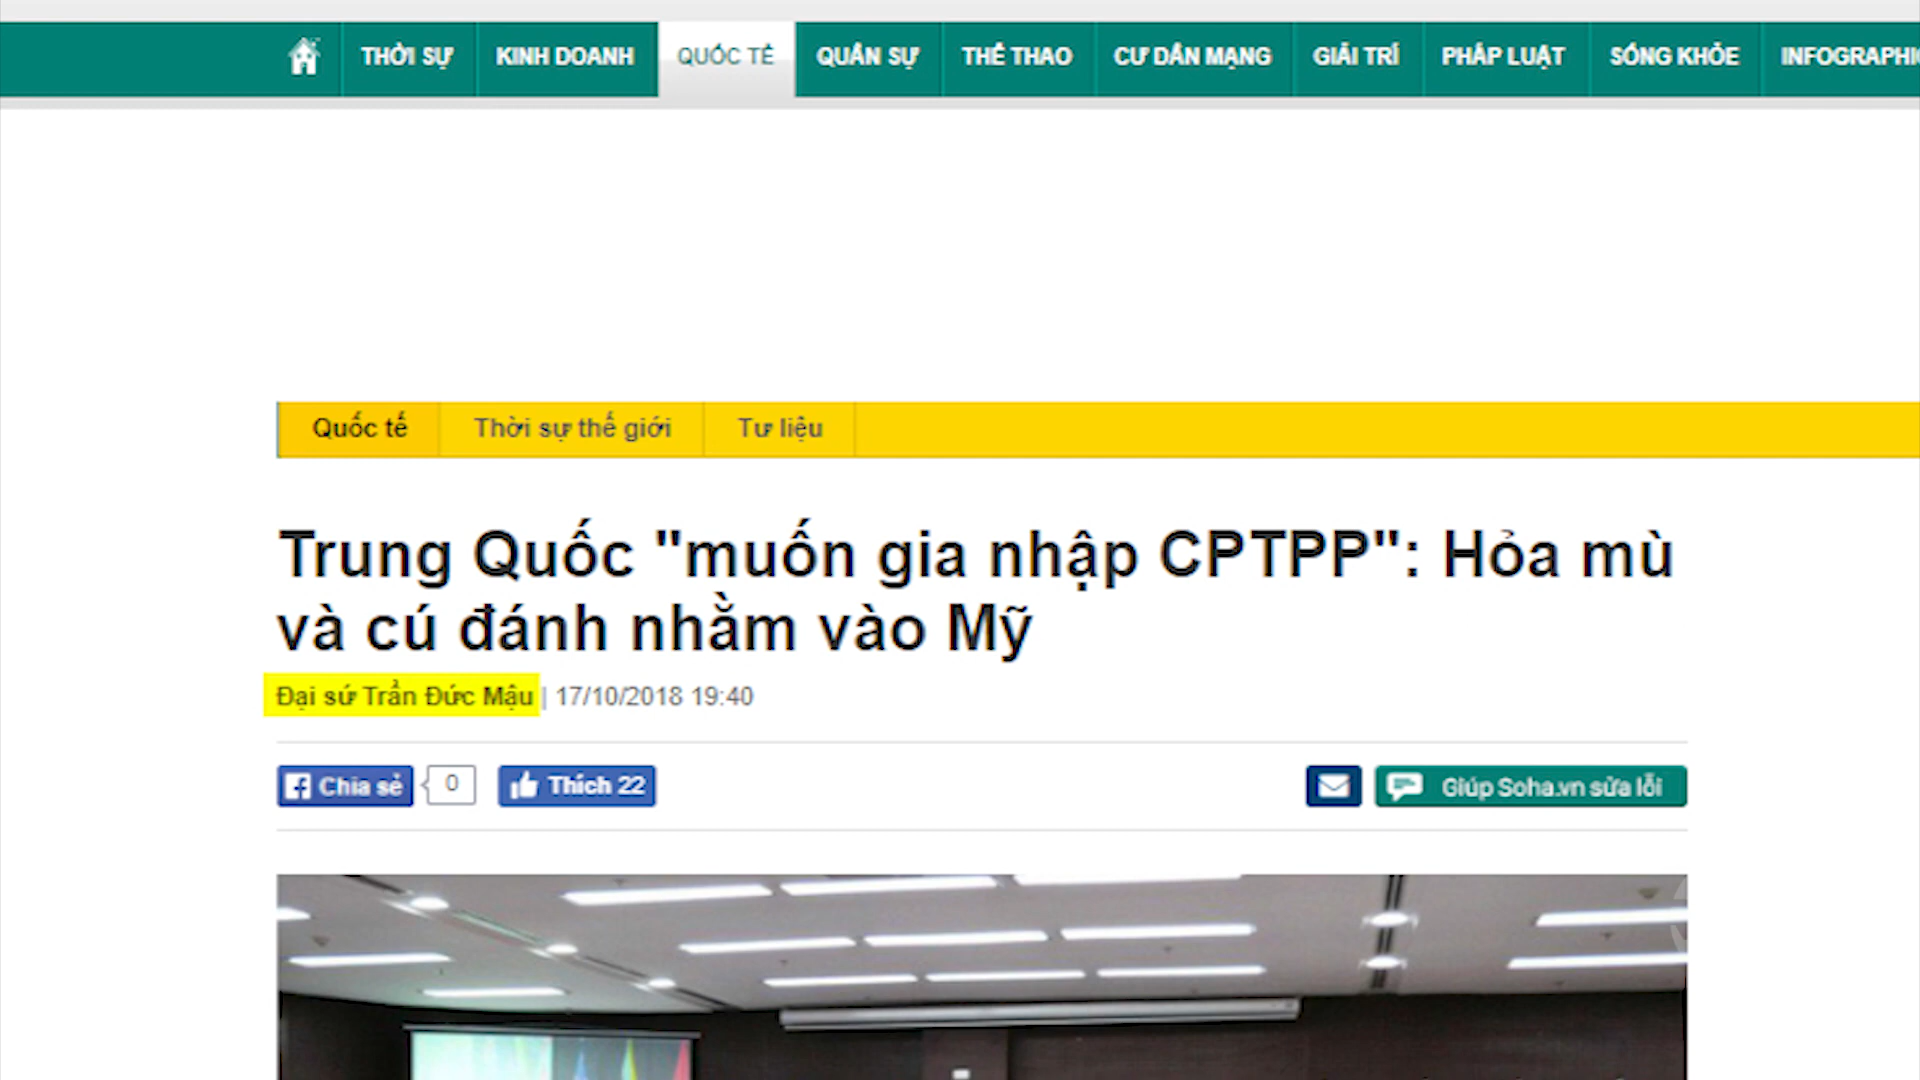 THỜI SỰ KINH DOANH QUỐC TẾ QUÂN SỰ THỂ THAO CƯ DÂN MẠNG GIẢI TRÍ PHÁP LUẬT SỐNG KHỎE INFOGRAPHIC
Quốc tế Thời sự thế giới Tư liệu
Trung Quốc "muốn gia nhập CPTPP": Hỏa mù
và cú đánh nhằm vào Mỹ
Đại sứ Trần Đức Mậu | 17/10/2018 19:40
Chia sẻ 0 Thích 22 Giúp Soha.vn sửa lỗi